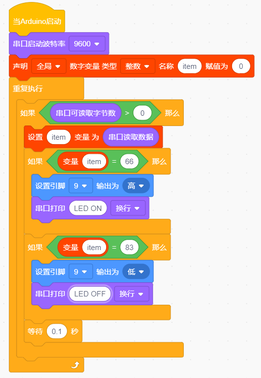 当Arduino启动
串口启动波特率 9600
声明 全局 数字变量 类型 整数 名称 item 赋值为 0
重复执行
如果 串口可读取字节数 > 0 那么
设置 item 变量 为 串口读取数据
如果 变量 item = 66 那么
设置引脚 9 输出为 高
串口打印 LED ON 换行
如果 变量 item = 83 那么
设置引脚 9 输出为 低
串口打印 LED OFF 换行
等待 0.1 秒